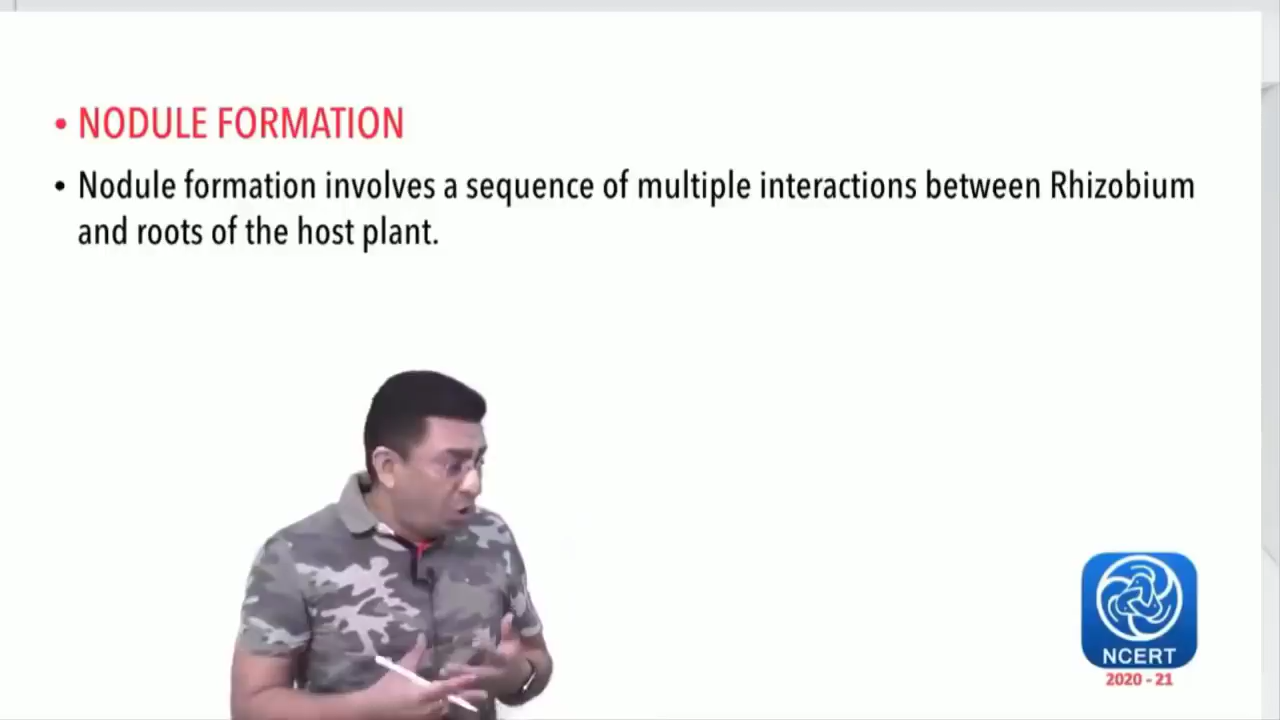 • NODULE FORMATION
• Nodule formation involves a sequence of multiple interactions between Rhizobium
and roots of the host plant.
NCERT
2020 - 21